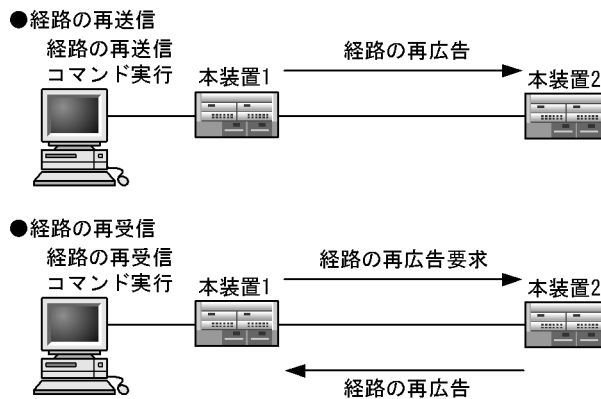 ●経路の再送信
経路の再送信
コマンド実行
本装置1
経路の再広告
本装置2
●経路の再受信
経路の再受信
コマンド実行
本装置1
経路の再広告要求
本装置2
経路の再広告